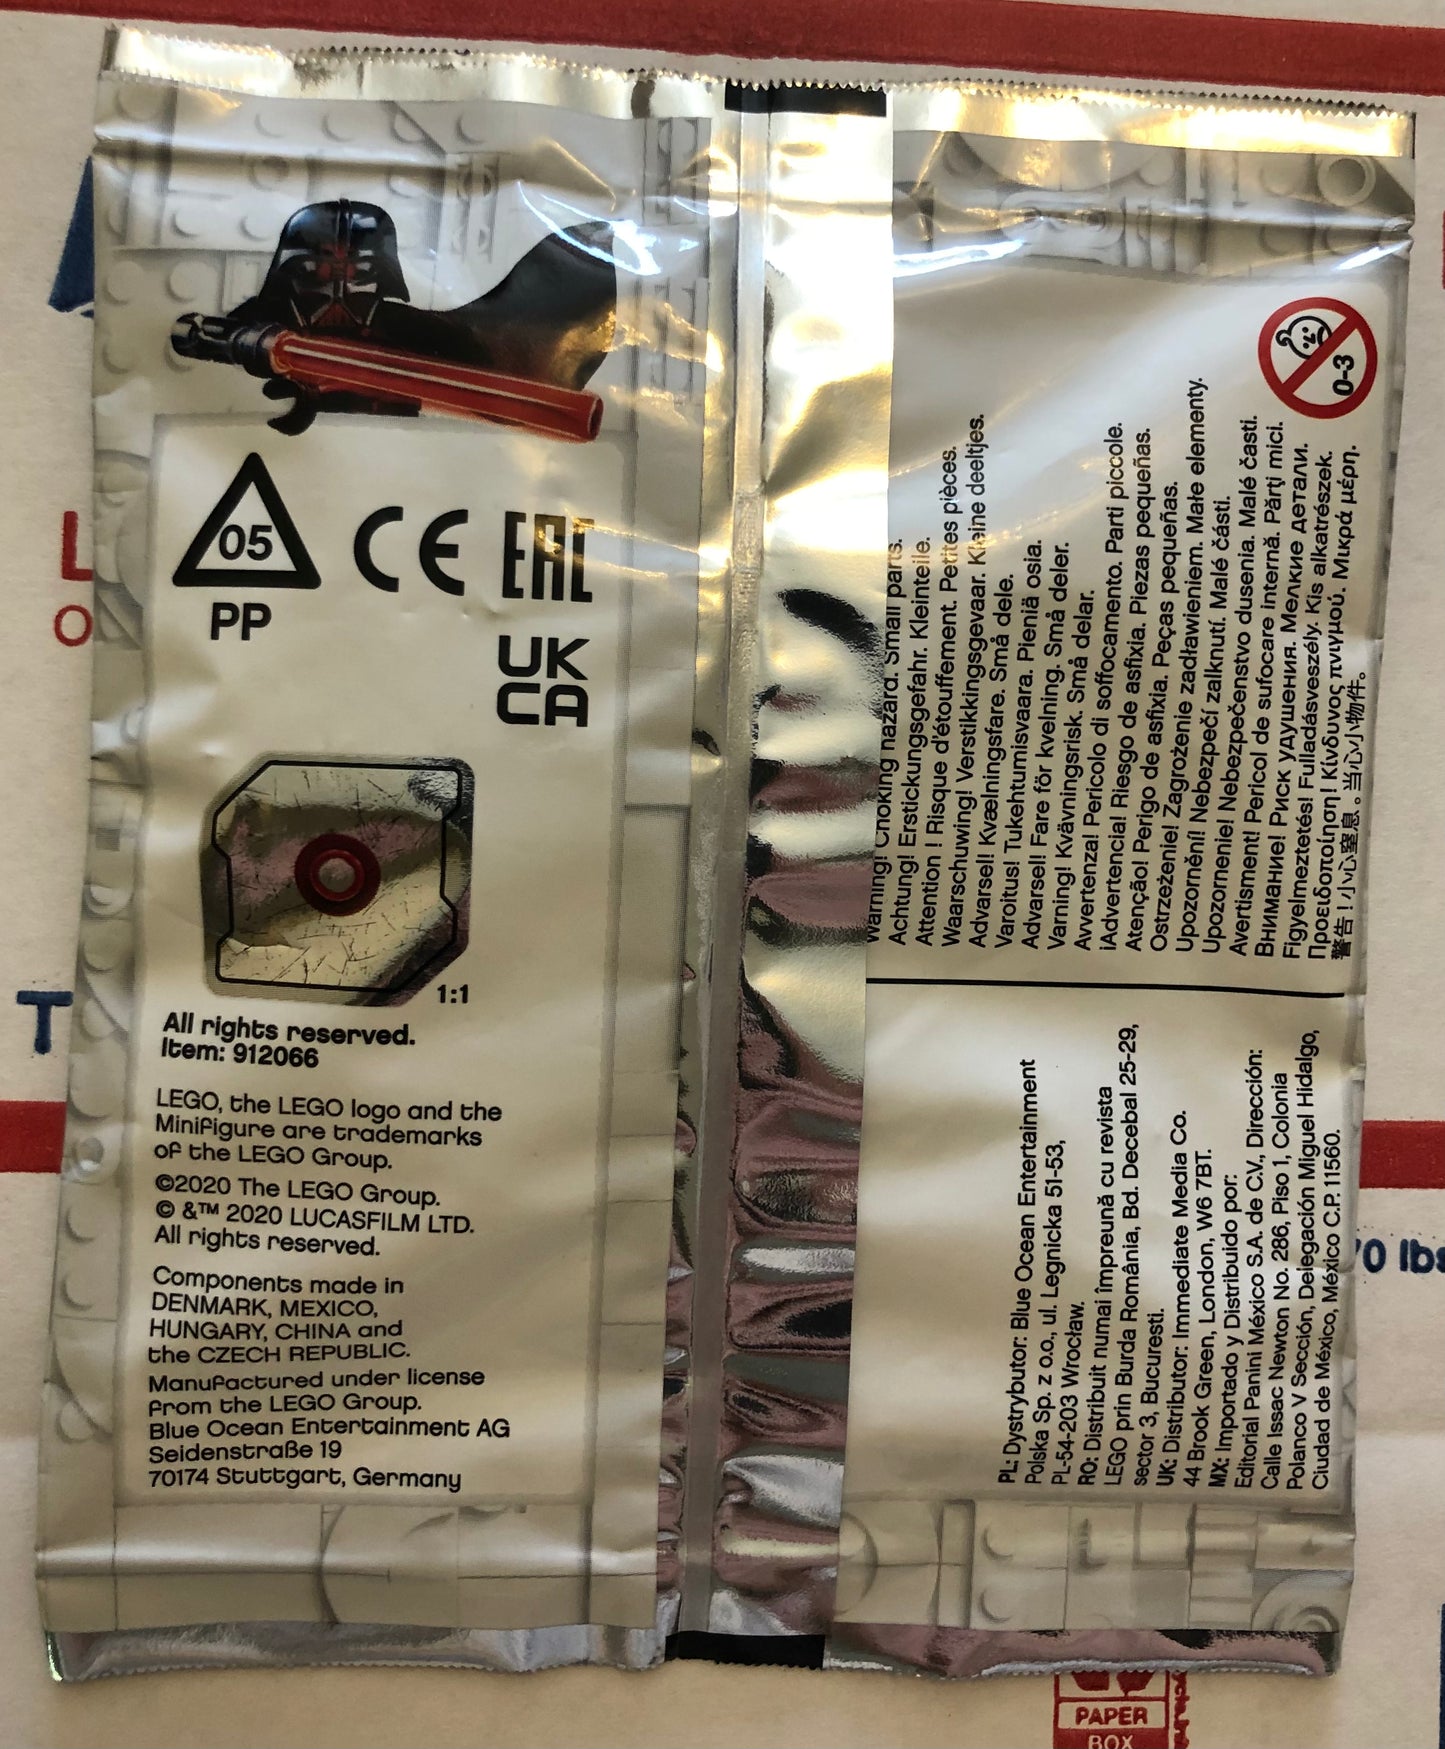 05
PP
CE
EAC
UK
CA
1:1
All rights reserved.
Item: 912066
LEGO, the LEGO logo and the
Minifigure are trademarks
of the LEGO Group.
©2020 The LEGO Group.
© &™ 2020 LUCASFILM LTD.
All rights reserved.
Components made in
DENMARK, MEXICO,
HUNGARY, CHINA and
the CZECH REPUBLIC.
Manufactured under license
from the LEGO Group.
Blue Ocean Entertainment AG
Seidenstraße 19
70174 Stuttgart, Germany
Warning! Choking hazard. Small parts.
Achtung! Erstickungsgefahr. Kleinteile.
Attention ! Risque d'étouffement. Petites pièces.
Waarschuwing! Verstikkingsgevaar. Kleine deeltjes.
Advarsel! Kvælningsfare. Små dele.
Varoitus! Tukehtumisvaara. Pieniä osia.
Advarsel! Fare för kvelning. Små deler.
Varning! Kävningsrisk. Små delar.
Avvertenza! Pericolo di soffocamento. Parti piccole.
¡Advertencia! Riesgo de asfixia. Piezas pequeñas.
Atenção! Perigo de asfixia. Peças pequeñas.
Ostrzeżenie! Zagrożenie zadławieniem. Małe elementy.
Upozornění! Nebezpečí zalknutí. Malé části.
Upozornenie! Nebezpečenstvo dusenia. Malé časti.
Avertisment! Pericol de sufocare internă. Părţi mici.
Внимание! Риск удушения. Мелкие детали.
Figyelmeztetés! Fulladásveszély. Kis alkatrészek.
Προειδοποίηση! Κίνδυνος πνιγμού. Μικρά μέρη.
警告！小心窒息。当心小物件。
0-3
PL: Dystrybutor: Blue Ocean Entertainment
Polska Sp. z o.o., ul. Legnicka 51-53,
PL-54-203 Wrocław.
RO: Distribuit numai împreună cu revista
LEGO prin Burda România, Bd. Decebal 25-29,
sector 3, Bucuresti.
UK: Distributor: Immediate Media Co.
44 Brook Green, London, W6 7BT.
MX: Importado y Distribuido por:
Editorial Panini México S.A. de C.V., Dirección:
Calle Issac Newton No. 286, Piso 1, Colonia
Polanco V Sección, Delegación Miguel Hidalgo,
Ciudad de México, México C.P. 11560.
L
O
T
70 lbs
PAPER
BOX